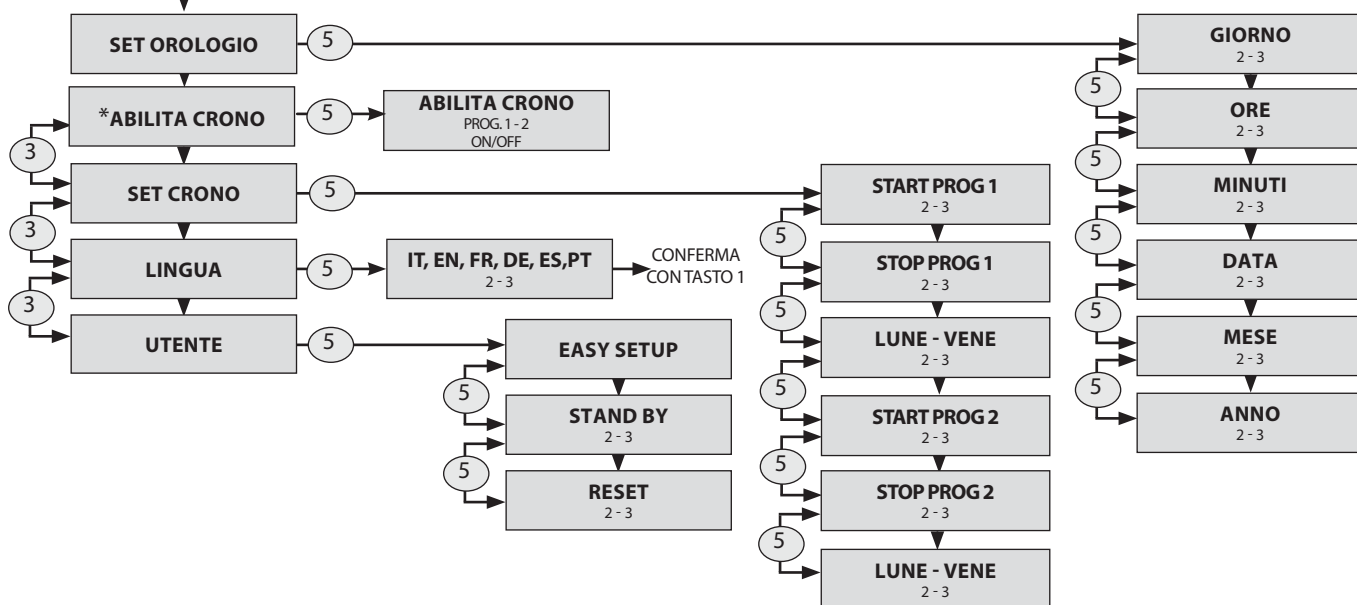 SET OROLOGIO
5
GIORNO
2 - 3
5
*ABILITA CRONO
5
ABILITA CRONO
PROG. 1 - 2
ON/OFF
ORE
2 - 3
3
5
SET CRONO
5
START PROG 1
2 - 3
MINUTI
2 - 3
3
5
5
LINGUA
5
IT, EN, FR, DE, ES,PT
2 - 3
CONFERMA
CON TASTO 1
STOP PROG 1
2 - 3
DATA
2 - 3
3
5
5
UTENTE
5
EASY SETUP
LUNE - VENE
2 - 3
MESE
2 - 3
5
5
5
STAND BY
2 - 3
START PROG 2
2 - 3
ANNO
2 - 3
5
5
RESET
2 - 3
STOP PROG 2
2 - 3
5
LUNE - VENE
2 - 3